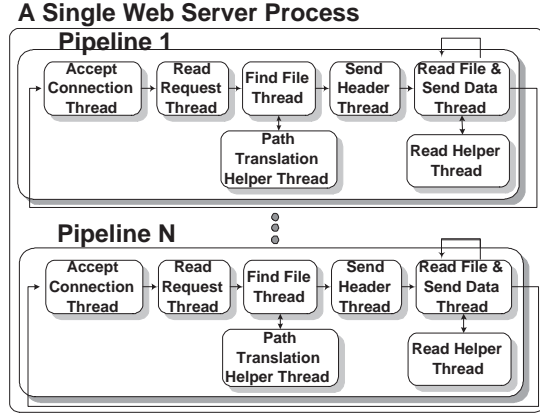 A Single Web Server Process
Pipeline 1
Accept
Connection
Thread
Read
Request
Thread
Find File
Thread
Send
Header
Thread
Read File &
Send Data
Thread
Path
Translation
Helper Thread
Read Helper
Thread
Pipeline N
Accept
Connection
Thread
Read
Request
Thread
Find File
Thread
Send
Header
Thread
Read File &
Send Data
Thread
Path
Translation
Helper Thread
Read Helper
Thread